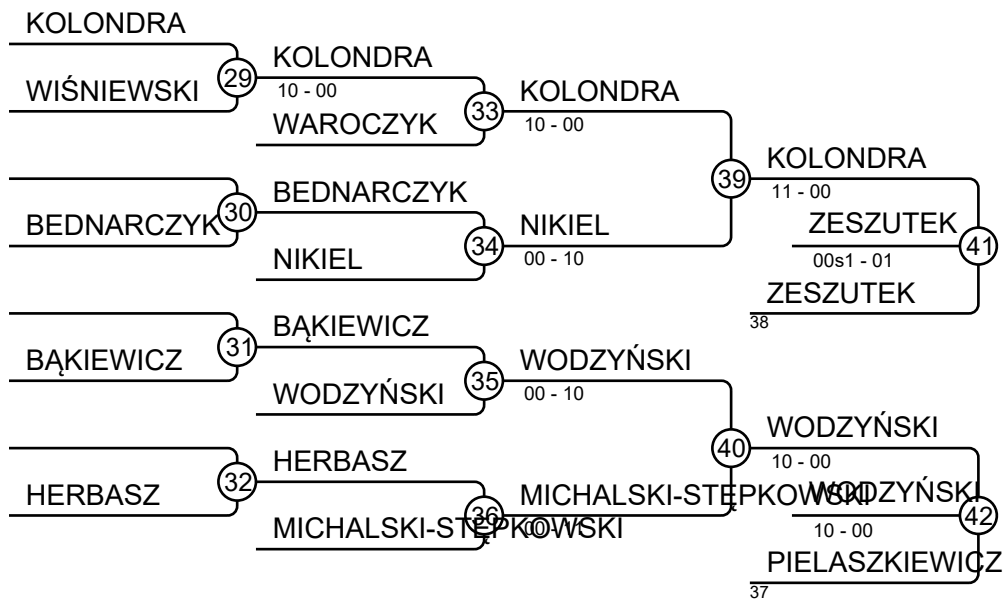 KOLONDRA
WIŚNIEWSKI
29
KOLONDRA
10 - 00
WAROCZYK
33
KOLONDRA
10 - 00
BEDNARCZYK
30
BEDNARCZYK
NIKIEL
34
NIKIEL
00 - 10
39
KOLONDRA
11 - 00
ZESZUTEK
00s1 - 01
41
ZESZUTEK
38
BĄKIEWICZ
31
BĄKIEWICZ
WODZYŃSKI
35
WODZYŃSKI
00 - 10
HERBASZ
32
HERBASZ
MICHALSKI-STĘPKOWSKI
36
MICHALSKI-STĘPKOWSKI
40
WODZYŃSKI
10 - 00
WODZYŃSKI
10 - 00
42
PIELASZKIEWICZ
37